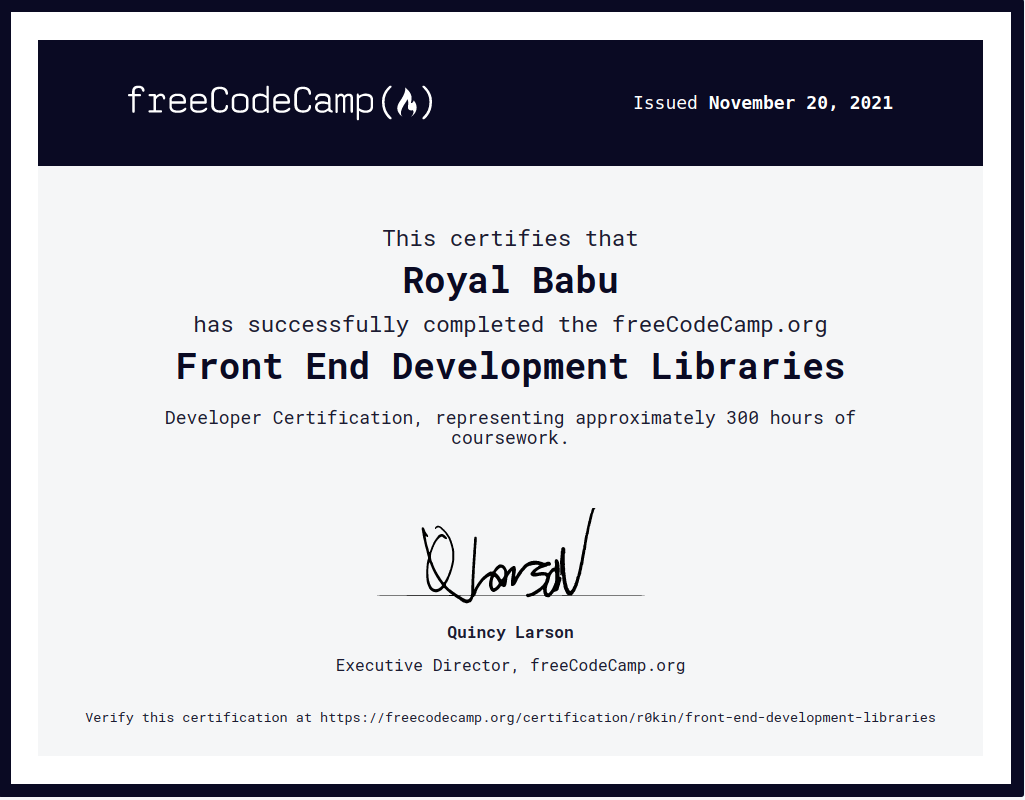 freeCodeCamp
Issued November 20, 2021
This certifies that
Royal Babu
has successfully completed the freeCodeCamp.org
Front End Development Libraries
Developer Certification, representing approximately 300 hours of
coursework.
Q Larson
Quincy Larson
Executive Director, freeCodeCamp.org
Verify this certification at https://freecodecamp.org/certification/r0kin/front-end-development-libraries